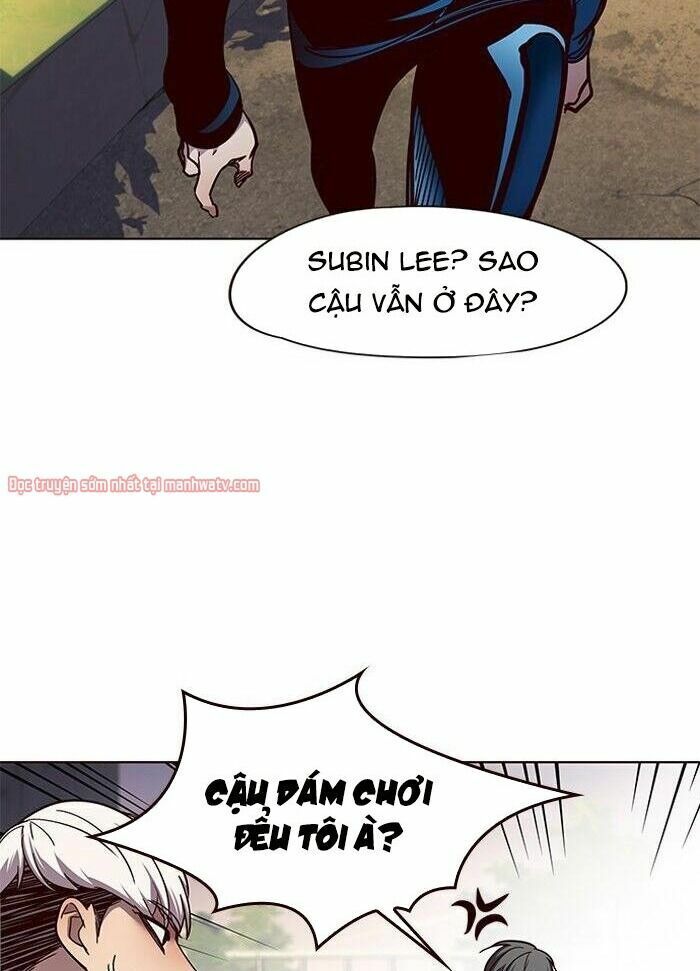 SUBIN LEE? SAO
CẬU VẪN Ở ĐÂY?
Đọc truyện sớm nhất tại manhwatv.com
CẬU DÁM CHƠI
ĐỂU TÔI À?